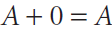 A + 0 = A